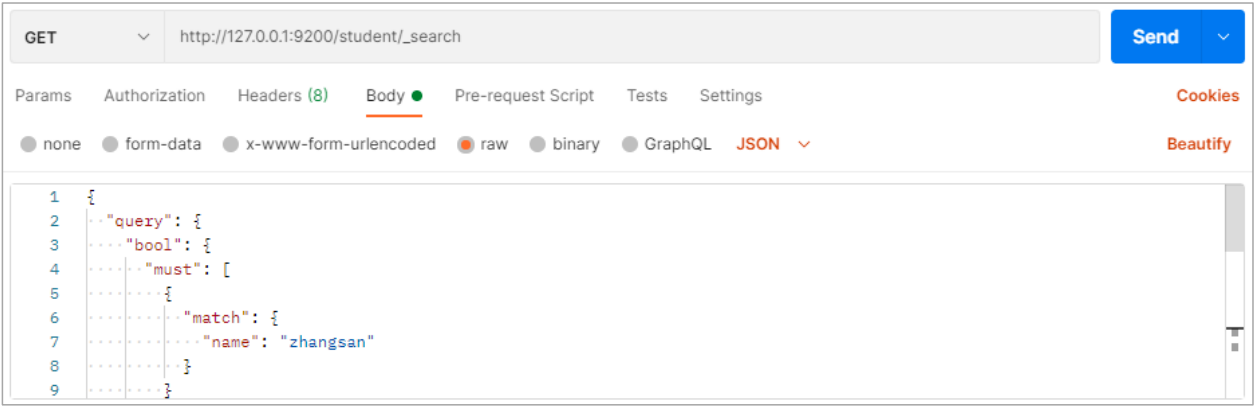 GET http://127.0.0.1:9200/student/_search Send
Params Authorization Headers (8) Body Pre-request Script Tests Settings Cookies
none form-data x-www-form-urlencoded raw binary GraphQL JSON Beautify
1 {
2 "query": {
3 "bool": {
4 "must": [
5 {
6 "match": {
7 "name": "zhangsan"
8 }
9 }